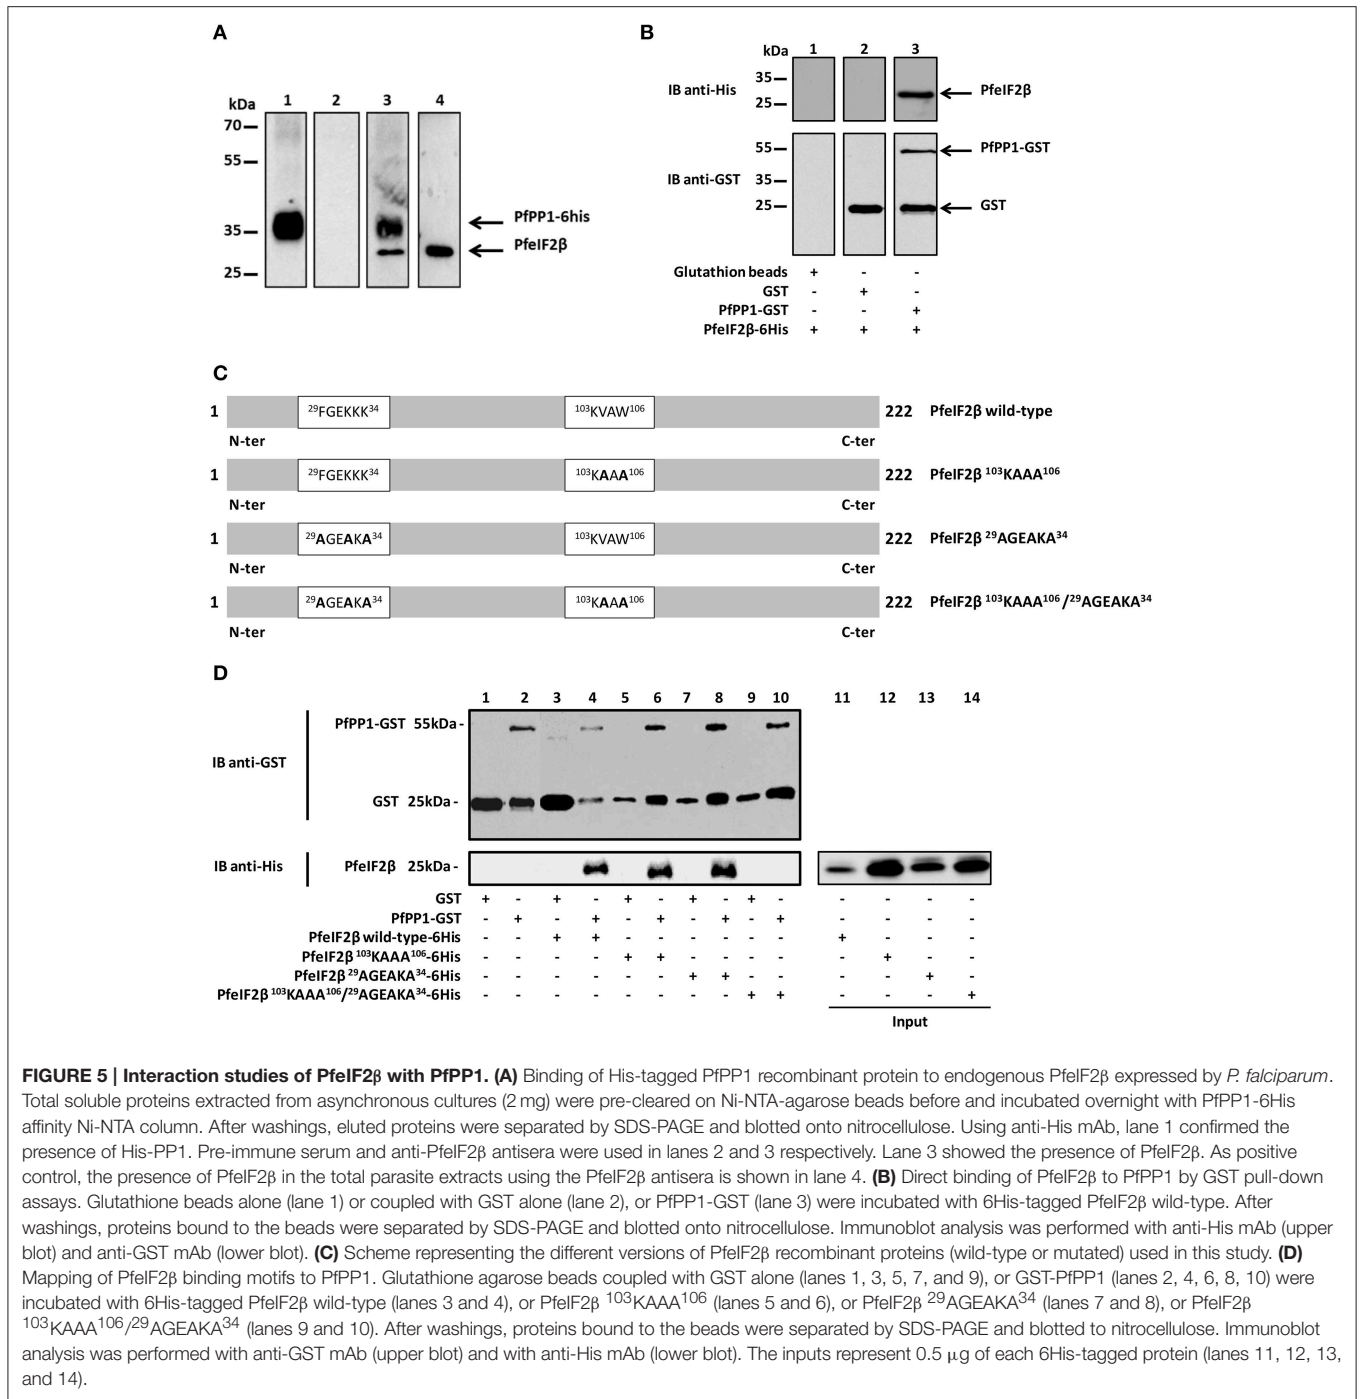 A
kDa 1 2 3 4
70
55
35
25
PfPP1-6his
PfeIF2β
B
kDa 1 2 3
IB anti-His
35
25
PfeIF2β
IB anti-GST
55
35
25
PfPP1-GST
GST
Glutathion beads + - -
GST - + -
PfPP1-GST - - +
PfeIF2β-6His + + +
C
1 ²⁹FGEKKK³⁴ ¹⁰³KVAW¹⁰⁶ 222 PfeIF2β wild-type
N-ter C-ter
1 ²⁹FGEKKK³⁴ ¹⁰³KAAA¹⁰⁶ 222 PfeIF2β ¹⁰³KAAA¹⁰⁶
N-ter C-ter
1 ²⁹AGEAKA³⁴ ¹⁰³KVAW¹⁰⁶ 222 PfeIF2β ²⁹AGEAKA³⁴
N-ter C-ter
1 ²⁹AGEAKA³⁴ ¹⁰³KAAA¹⁰⁶ 222 PfeIF2β ¹⁰³KAAA¹⁰⁶/²⁹AGEAKA³⁴
N-ter C-ter
D
1 2 3 4 5 6 7 8 9 10 11 12 13 14
PfPP1-GST 55kDa -
IB anti-GST
GST 25kDa -
IB anti-His PfeIF2β 25kDa -
GST + - + - + - + - + - - - - -
PfPP1-GST - + - + - + - + - + - - - -
PfeIF2β wild-type-6His - - + + - - - - - - + - - -
PfeIF2β ¹⁰³KAAA¹⁰⁶-6His - - - - + + - - - - - + - -
PfeIF2β ²⁹AGEAKA³⁴-6His - - - - - - + + - - - - + -
PfeIF2β ¹⁰³KAAA¹⁰⁶/²⁹AGEAKA³⁴-6His - - - - - - - - + + - - - +
Input
FIGURE 5 | Interaction studies of PfeIF2β with PfPP1. (A) Binding of His-tagged PfPP1 recombinant protein to endogenous PfeIF2β expressed by P. falciparum.
Total soluble proteins extracted from asynchronous cultures (2 mg) were pre-cleared on Ni-NTA-agarose beads before and incubated overnight with PfPP1-6His
affinity Ni-NTA column. After washings, eluted proteins were separated by SDS-PAGE and blotted onto nitrocellulose. Using anti-His mAb, lane 1 confirmed the
presence of His-PP1. Pre-immune serum and anti-PfeIF2β antisera were used in lanes 2 and 3 respectively. Lane 3 showed the presence of PfeIF2β. As positive
control, the presence of PfeIF2β in the total parasite extracts using the PfeIF2β antisera is shown in lane 4. (B) Direct binding of PfeIF2β to PfPP1 by GST pull-down
assays. Glutathione beads alone (lane 1) or coupled with GST alone (lane 2), or PfPP1-GST (lane 3) were incubated with 6His-tagged PfeIF2β wild-type. After
washings, proteins bound to the beads were separated by SDS-PAGE and blotted onto nitrocellulose. Immunoblot analysis was performed with anti-His mAb (upper
blot) and anti-GST mAb (lower blot). (C) Scheme representing the different versions of PfeIF2β recombinant proteins (wild-type or mutated) used in this study. (D)
Mapping of PfeIF2β binding motifs to PfPP1. Glutathione agarose beads coupled with GST alone (lanes 1, 3, 5, 7, and 9), or GST-PfPP1 (lanes 2, 4, 6, 8, 10) were
incubated with 6His-tagged PfeIF2β wild-type (lanes 3 and 4), or PfeIF2β ¹⁰³KAAA¹⁰⁶ (lanes 5 and 6), or PfeIF2β ²⁹AGEAKA³⁴ (lanes 7 and 8), or PfeIF2β
¹⁰³KAAA¹⁰⁶/²⁹AGEAKA³⁴ (lanes 9 and 10). After washings, proteins bound to the beads were separated by SDS-PAGE and blotted to nitrocellulose. Immunoblot
analysis was performed with anti-GST mAb (upper blot) and with anti-His mAb (lower blot). The inputs represent 0.5 μg of each 6His-tagged protein (lanes 11, 12, 13,
and 14).